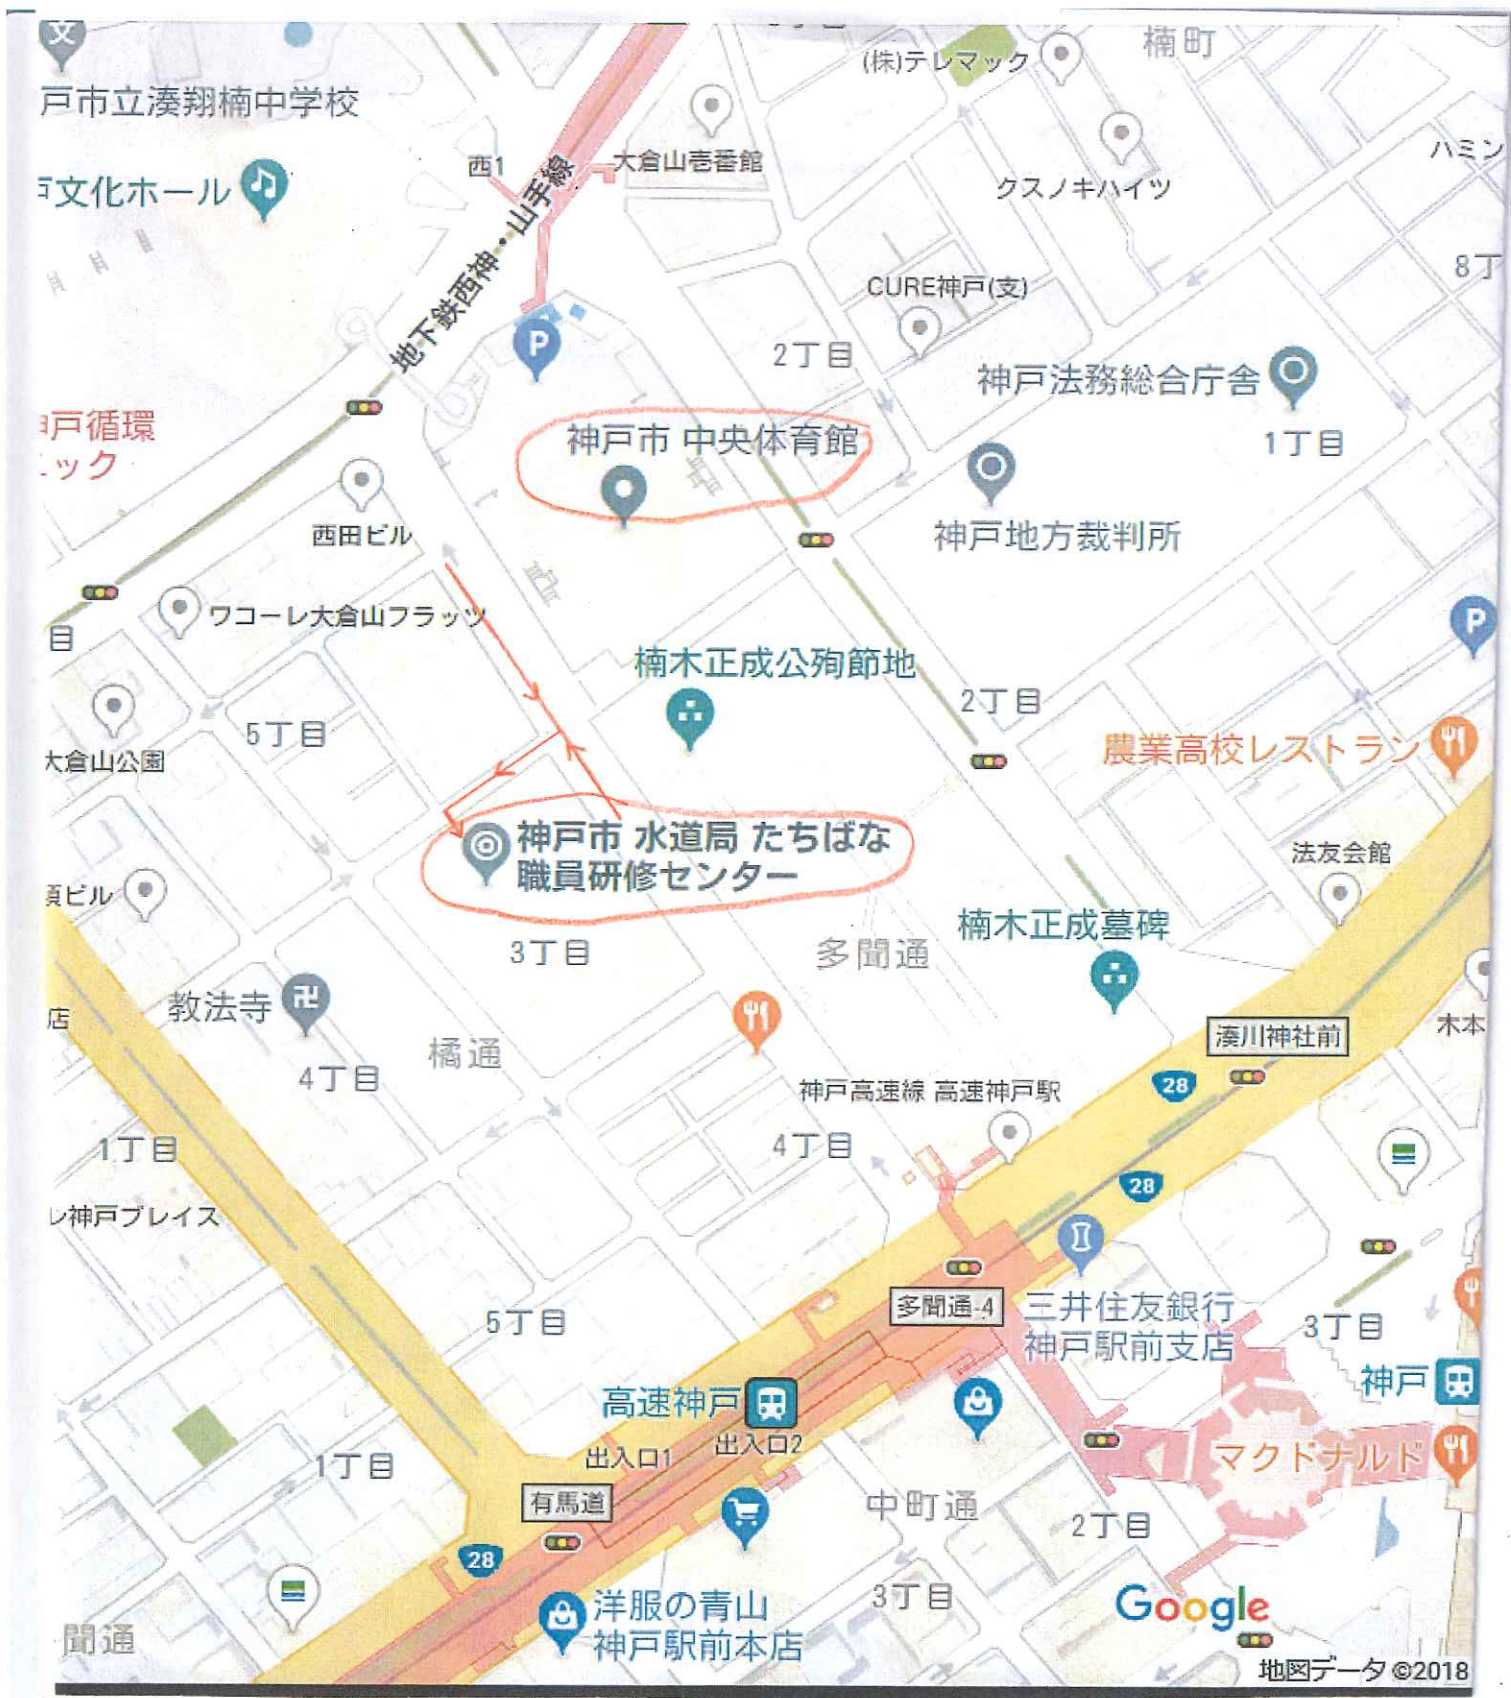 文
戸市立湊翔楠中学校
(株)テレマック
楠町
西1
大倉山壱番館
ハミン
文化ホール
クスノキハイツ
地下鉄西神・山手線
8丁
CURE神戸(支)
P
2丁目
神戸法務総合庁舎
1丁目
戸循環
ック
神戸市 中央体育館
西田ビル
神戸地方裁判所
ワコーレ大倉山フラッツ
目
P
楠木正成公殉節地
2丁目
5丁目
大倉山公園
農業高校レストラン
神戸市 水道局 たちばな
職員研修センター
法友会館
ビル
3丁目
多聞通
楠木正成墓碑
教法寺
卍
店
橘通
湊川神社前
木本
4丁目
28
神戸高速線 高速神戸駅
1丁目
4丁目
28
レ神戸プレイス
多聞通-4
三井住友銀行
神戸駅前支店
5丁目
3丁目
神戸
高速神戸
出入口1
出入口2
マクドナルド
1丁目
有馬道
中町通
2丁目
28
3丁目
洋服の青山
神戸駅前本店
Google
聞通
地図データ ©2018